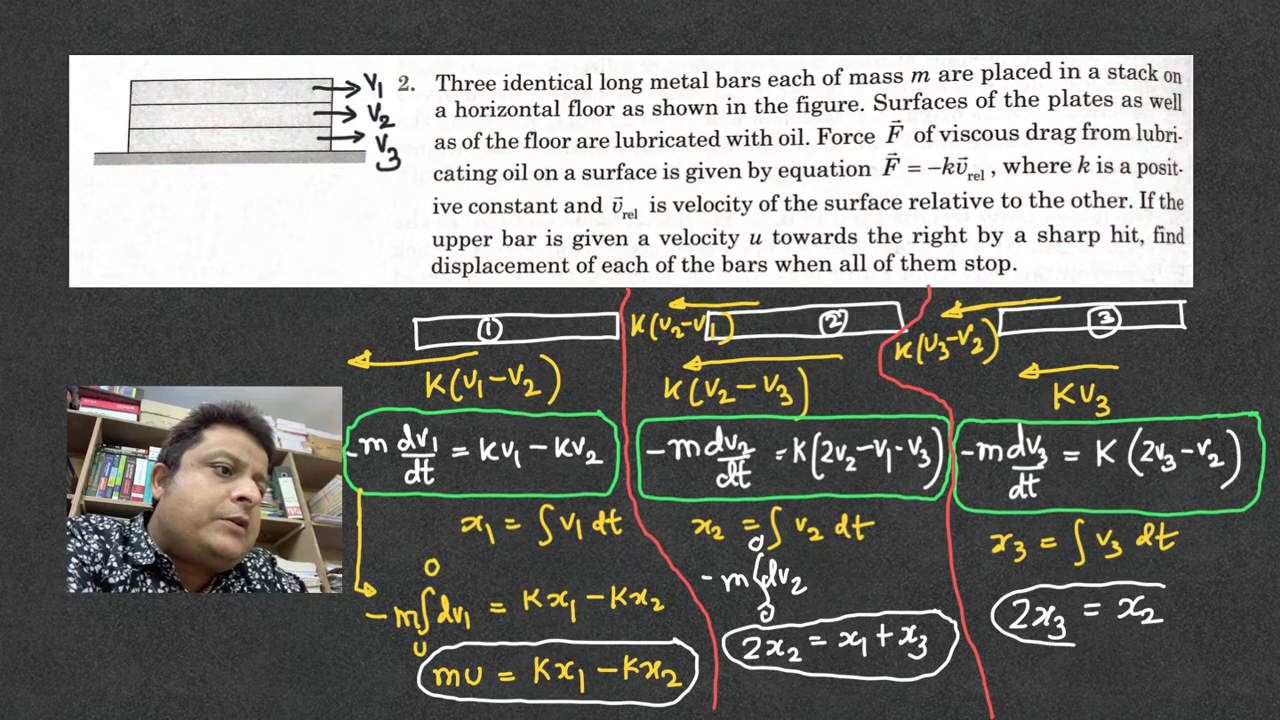 2. Three identical long metal bars each of mass m are placed in a stack on
a horizontal floor as shown in the figure. Surfaces of the plates as well
as of the floor are lubricated with oil. Force F⃗ of viscous drag from lubri-
cating oil on a surface is given by equation F⃗ = −kv⃗rel , where k is a posit-
ive constant and v⃗rel is velocity of the surface relative to the other. If the
upper bar is given a velocity u towards the right by a sharp hit, find
displacement of each of the bars when all of them stop.
V1
V2
V3
1
K(V1 − V2)
-m dV1/dt = KV1 − KV2
x1 = ∫ V1 dt
-m ∫_U^0 dV1 = Kx1 − Kx2
mU = Kx1 − Kx2
K(V2 − V1)
2
K(V2 − V3)
-m dV2/dt = K(2V2 − V1 - V3)
x2 = ∫ V2 dt
-m ∫_0^0 dV2
2x2 = x1 + x3
K(V3 − V2)
3
KV3
-m dV3/dt = K(2V3 − V2)
x3 = ∫ V3 dt
2x3 = x2